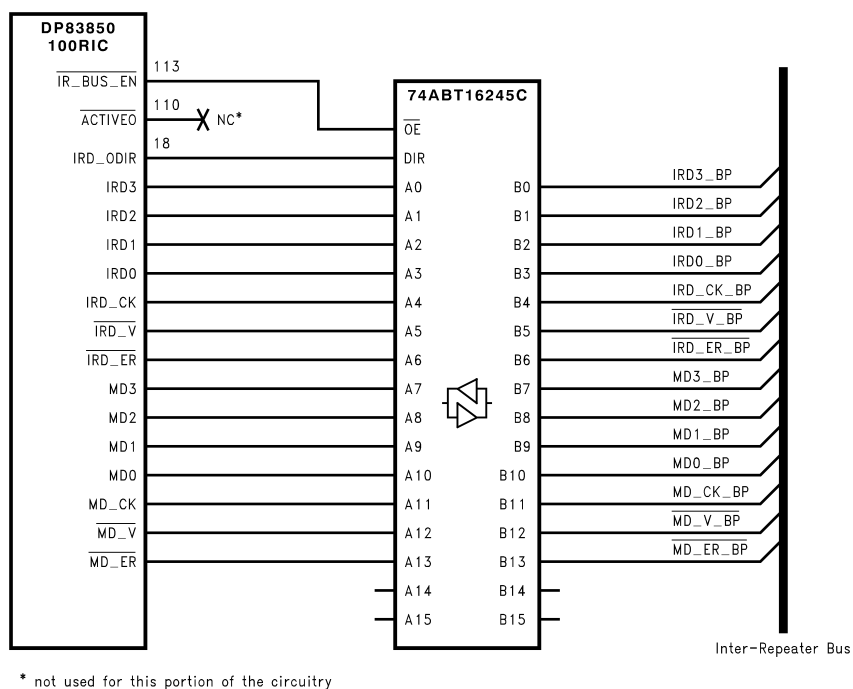 DP83850
100RIC
113
IR_BUS_EN
74ABT16245C
110
ACTIVEO
NC*
OE
18
IRD_ODIR
DIR
IRD3_BP
IRD3
A0
B0
IRD2_BP
IRD2
A1
B1
IRD1_BP
IRD1
A2
B2
IRD0_BP
IRD0
A3
B3
IRD_CK_BP
IRD_CK
A4
B4
IRD_V_BP
IRD_V
A5
B5
IRD_ER_BP
IRD_ER
A6
B6
MD3_BP
MD3
A7
B7
MD2_BP
MD2
A8
B8
MD1_BP
MD1
A9
B9
MD0_BP
MD0
A10
B10
MD_CK_BP
MD_CK
A11
B11
MD_V_BP
MD_V
A12
B12
MD_ER_BP
MD_ER
A13
B13
A14
B14
A15
B15
Inter-Repeater Bus
* not used for this portion of the circuitry